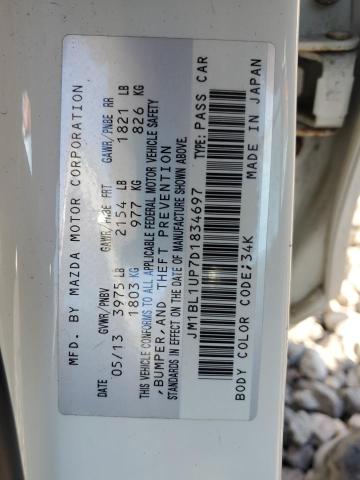 MFD. BY MAZDA MOTOR CORPORATION
DATE GVWR/PNBV GAWR/PNBE FRT GAWR/PNBE RR
05/13 3975 LB 2154 LB 1821 LB
1803 KG 977 KG 826 KG
THIS VEHICLE CONFORMS TO ALL APPLICABLE FEDERAL MOTOR VEHICLE SAFETY
,BUMPER,AND THEFT PREVENTION
STANDARDS IN EFFECT ON THE DATE OF MANUFACTURE SHOWN ABOVE.
JM1BL1UP7D1834697 TYPE: PASS CAR
BODY COLOR CODE;34K MADE IN JAPAN